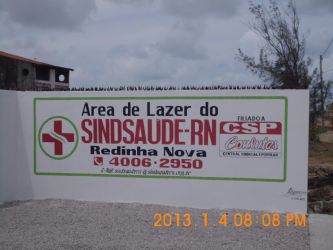 Area de Lazer do
SINDSAUDE-RN
Redinha Nova
4006-2950
FILIADO A
CSP
Conlutas
CENTRAL SINDICAL E POPULAR
2013. 1. 4 08:08 PM